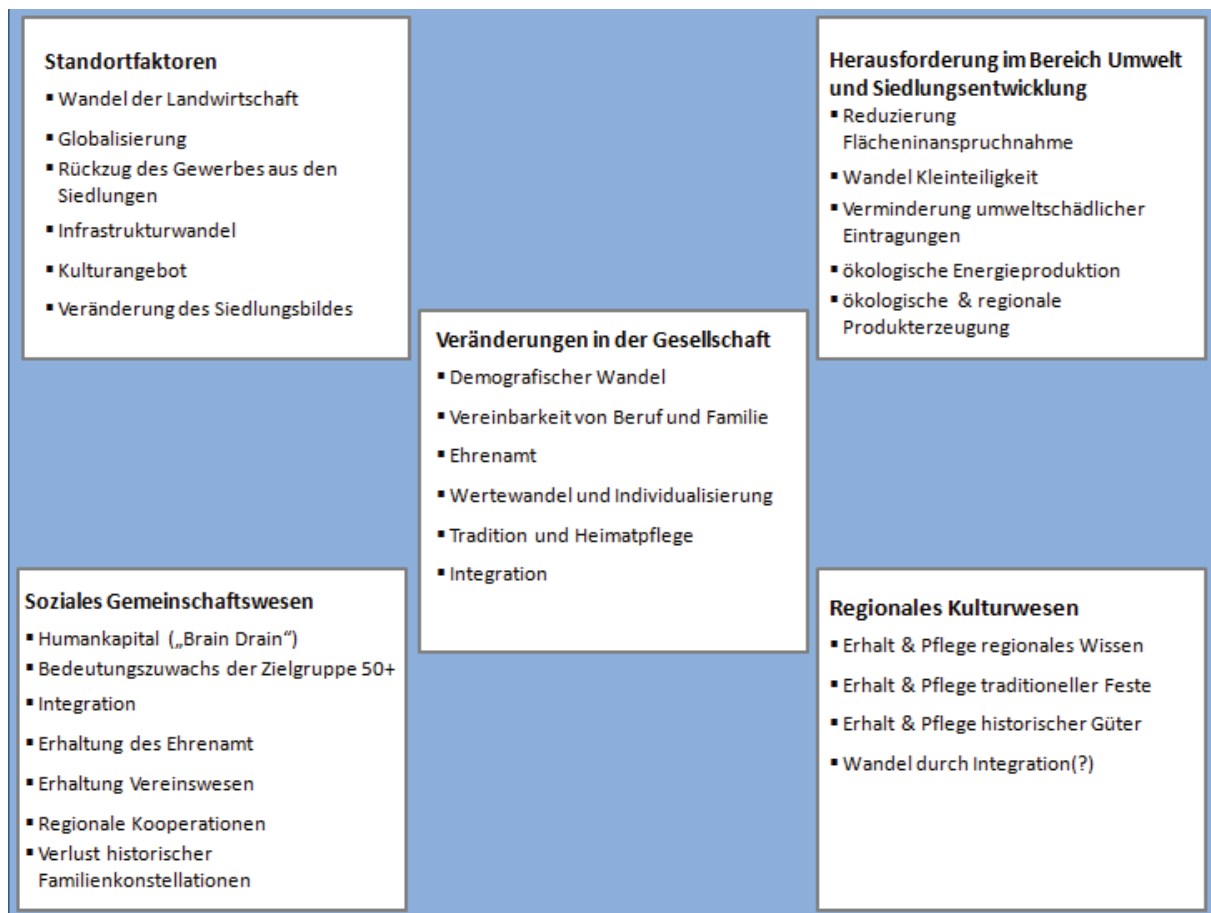 Standortfaktoren
▪ Wandel der Landwirtschaft
▪ Globalisierung
▪ Rückzug des Gewerbes aus den
Siedlungen
▪ Infrastrukturwandel
▪ Kulturangebot
▪ Veränderung des Siedlungsbildes
Herausforderung im Bereich Umwelt
und Siedlungsentwicklung
▪ Reduzierung
Flächeninanspruchnahme
▪ Wandel Kleinteiligkeit
▪ Verminderung umweltschädlicher
Eintragungen
▪ ökologische Energieproduktion
▪ ökologische & regionale
Produkterzeugung
Veränderungen in der Gesellschaft
▪ Demografischer Wandel
▪ Vereinbarkeit von Beruf und Familie
▪ Ehrenamt
▪ Wertewandel und Individualisierung
▪ Tradition und Heimatpflege
▪ Integration
Soziales Gemeinschaftswesen
▪ Humankapital („Brain Drain“)
▪ Bedeutungszuwachs der Zielgruppe 50+
▪ Integration
▪ Erhaltung des Ehrenamt
▪ Erhaltung Vereinswesen
▪ Regionale Kooperationen
▪ Verlust historischer
Familienkonstellationen
Regionales Kulturwesen
▪ Erhalt & Pflege regionales Wissen
▪ Erhalt & Pflege traditioneller Feste
▪ Erhalt & Pflege historischer Güter
▪ Wandel durch Integration(?)